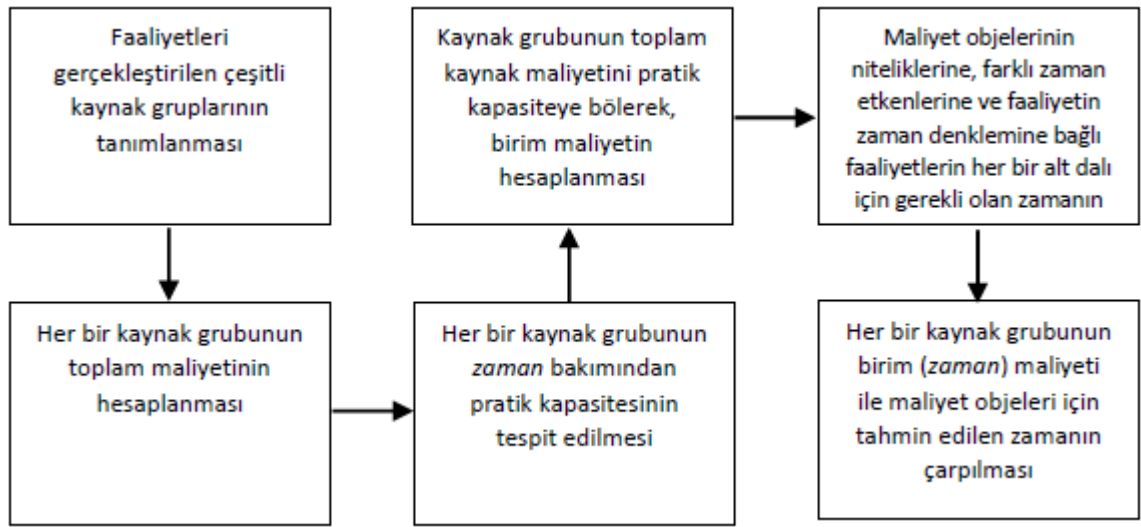 Faaliyetleri
gerçekleştirilen çeşitli
kaynak gruplarının
tanımlanması
Her bir kaynak grubunun
toplam maliyetinin
hesaplanması
Her bir kaynak grubunun
zaman bakımından
pratik kapasitesinin
tespit edilmesi
Kaynak grubunun toplam
kaynak maliyetini pratik
kapasiteye bölerek,
birim maliyetin
hesaplanması
Maliyet objelerinin
niteliklerine, farklı zaman
etkenlerine ve faaliyetin
zaman denklemine bağlı
faaliyetlerin her bir alt dalı
için gerekli olan zamanın
Her bir kaynak grubunun
birim (zaman) maliyeti
ile maliyet objeleri için
tahmin edilen zamanın
çarpılması